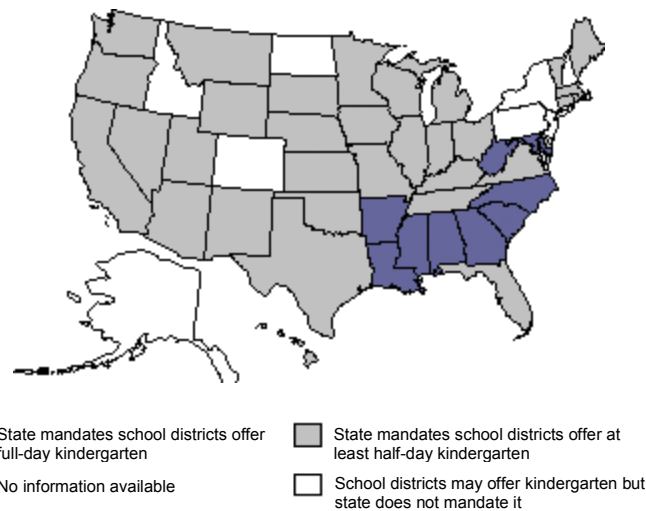 State mandates school districts offer
full-day kindergarten
State mandates school districts offer at
least half-day kindergarten
No information available
School districts may offer kindergarten but
state does not mandate it